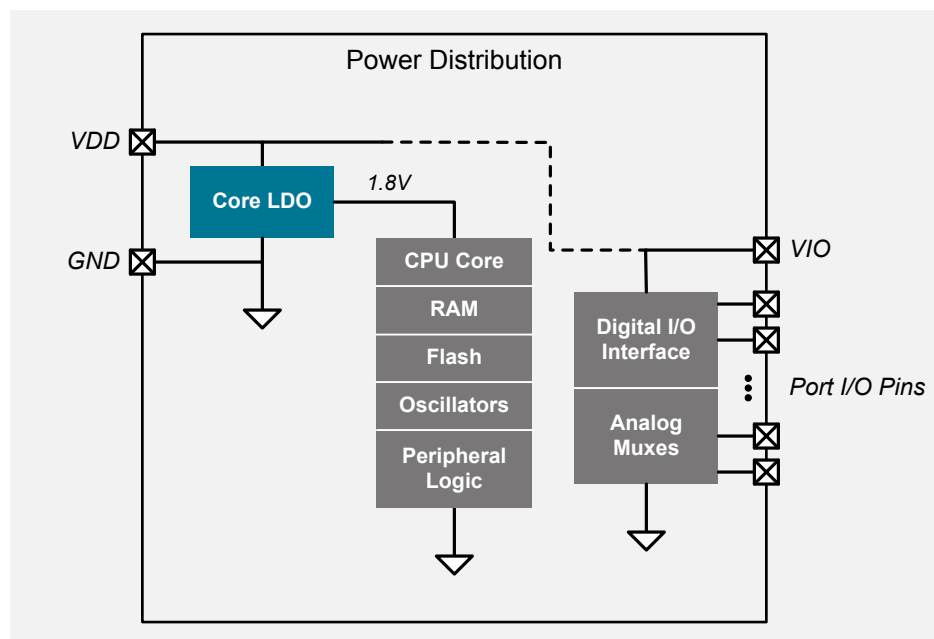 Power Distribution
VDD
Core LDO
1.8V
GND
CPU Core
VIO
RAM
Digital I/O
Interface
Flash
Port I/O Pins
Oscillators
Analog
Muxes
Peripheral
Logic